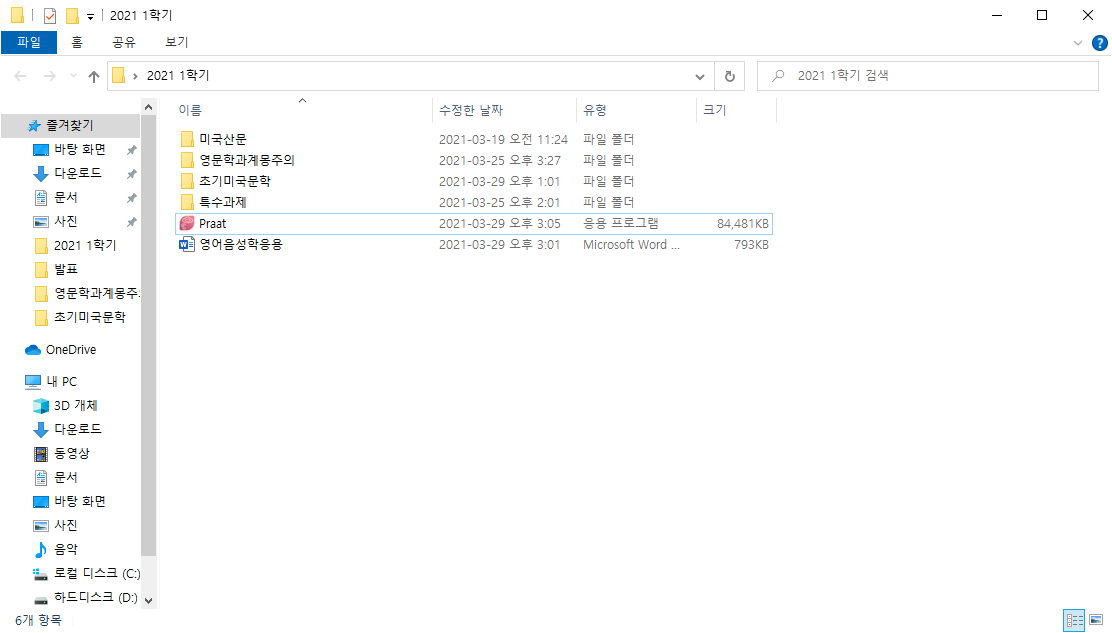 2021 1학기
파일 홈 공유 보기
2021 1학기
2021 1학기 검색
이름 수정한 날짜 유형 크기
미국산문 2021-03-19 오전 11:24 파일 폴더
영문학과계몽주의 2021-03-25 오후 3:27 파일 폴더
초기미국문학 2021-03-29 오후 1:01 파일 폴더
특수과제 2021-03-25 오후 2:01 파일 폴더
Praat 2021-03-29 오후 3:05 응용 프로그램 84,481KB
영어음성학응용 2021-03-29 오후 3:01 Microsoft Word ... 793KB
즐겨찾기
바탕 화면
다운로드
문서
사진
2021 1학기
발표
영문학과계몽주
초기미국문학
OneDrive
내 PC
3D 개체
다운로드
동영상
문서
바탕 화면
사진
음악
로컬 디스크 (C:)
하드디스크 (D:)
6개 항목